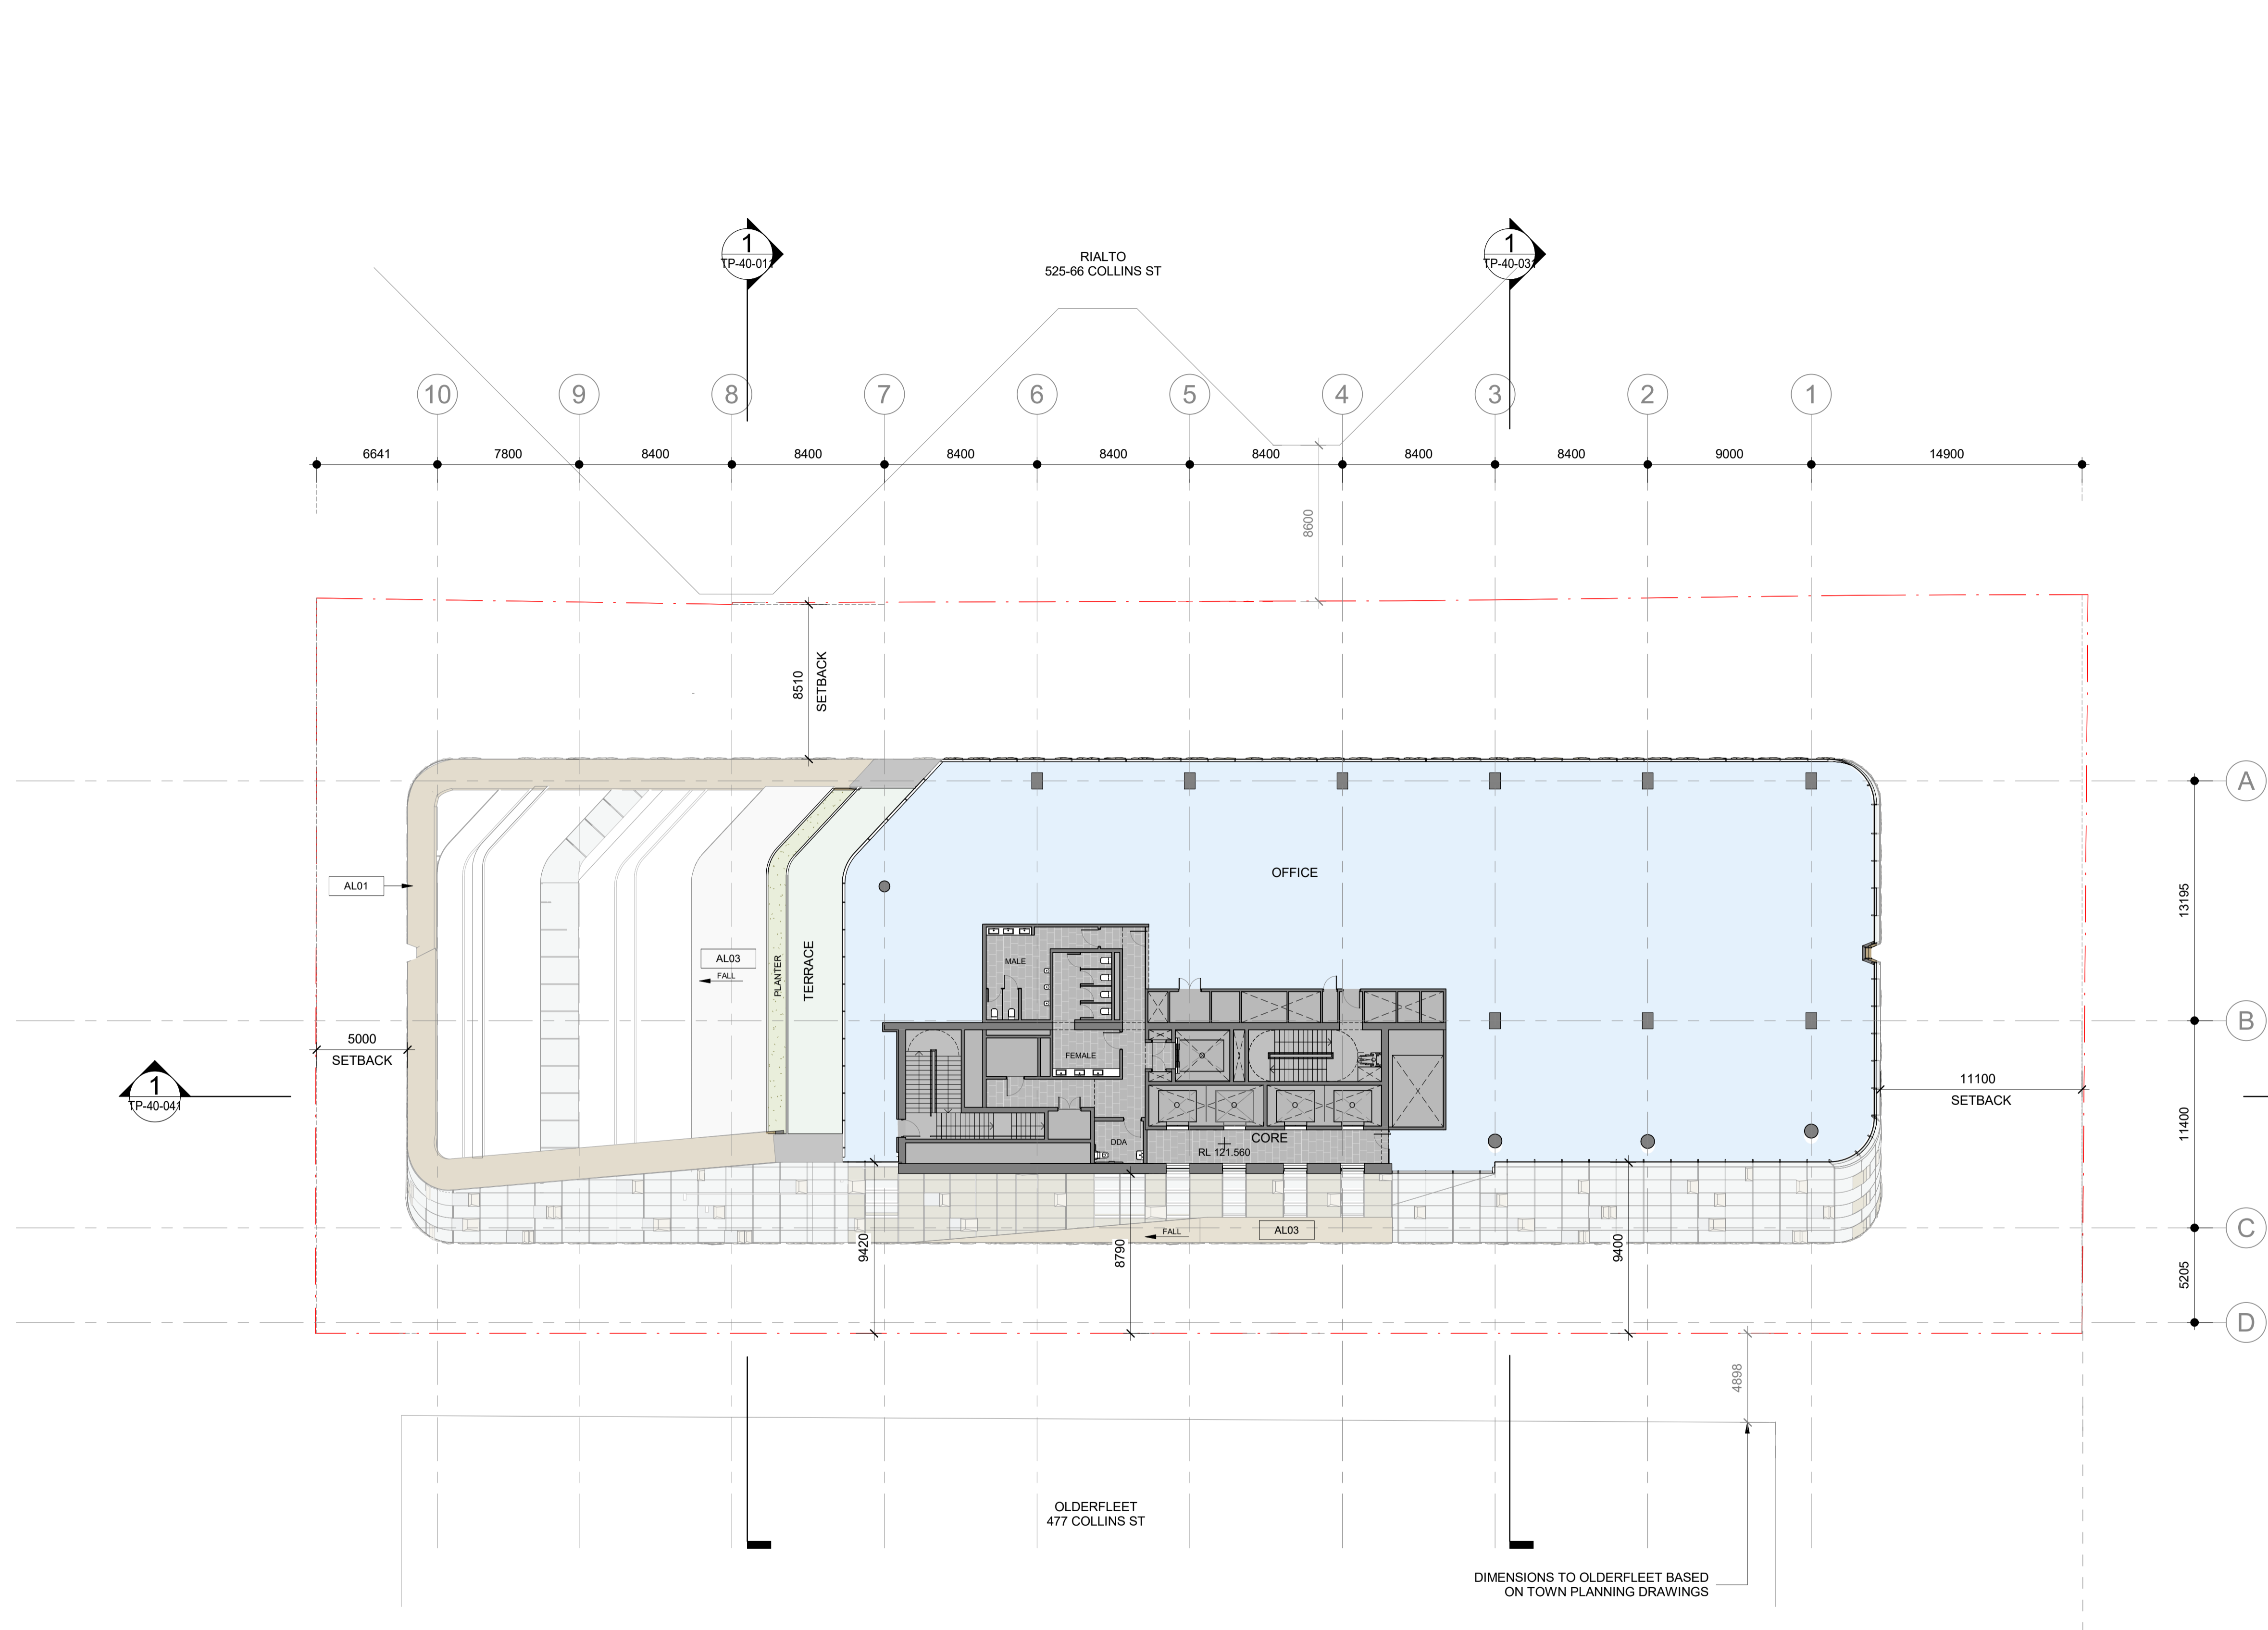 1
TP-40-011
1
TP-40-031
RIALTO
525-66 COLLINS ST
10
9
8
7
6
5
4
3
2
1
6641
7800
8400
8400
8400
8400
8400
8400
8400
9000
14900
8600
8510
SETBACK
A
OFFICE
AL01
13195
AL03
FALL
PLANTER
TERRACE
MALE
B
5000
SETBACK
FEMALE
1
TP-40-041
11100
SETBACK
11400
DDA
CORE
RL 121.560
C
FALL
AL03
9420
8790
9400
5205
D
4898
OLDERFLEET
477 COLLINS ST
DIMENSIONS TO OLDERFLEET BASED
ON TOWN PLANNING DRAWINGS